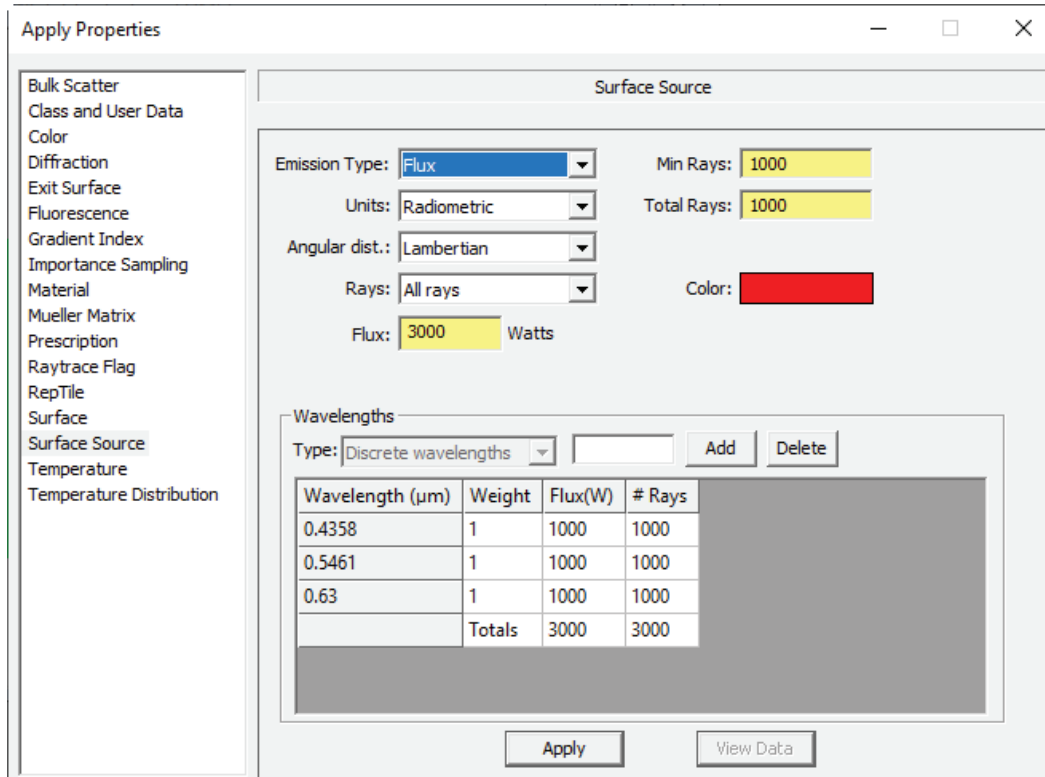 Apply Properties
Bulk Scatter
Class and User Data
Color
Diffraction
Exit Surface
Fluorescence
Gradient Index
Importance Sampling
Material
Mueller Matrix
Prescription
Raytrace Flag
RepTile
Surface
Surface Source
Temperature
Temperature Distribution
Surface Source
Emission Type: Flux Min Rays: 1000
Units: Radiometric Total Rays: 1000
Angular dist.: Lambertian
Rays: All rays Color:
Flux: 3000 Watts
Wavelengths
Type: Discrete wavelengths Add Delete
Wavelength (µm) Weight Flux(W) # Rays
0.4358 1 1000 1000
0.5461 1 1000 1000
0.63 1 1000 1000
Totals 3000 3000
Apply View Data